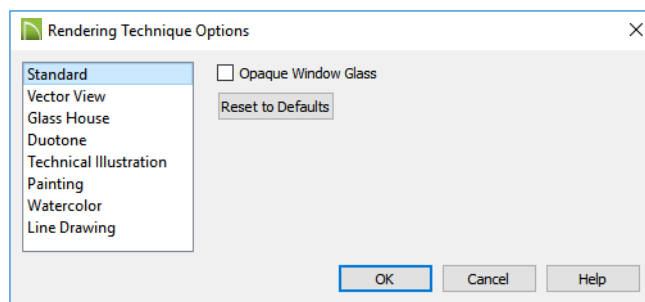 Rendering Technique Options
Standard
Opaque Window Glass
Vector View
Reset to Defaults
Glass House
Duotone
Technical Illustration
Painting
Watercolor
Line Drawing
OK
Cancel
Help